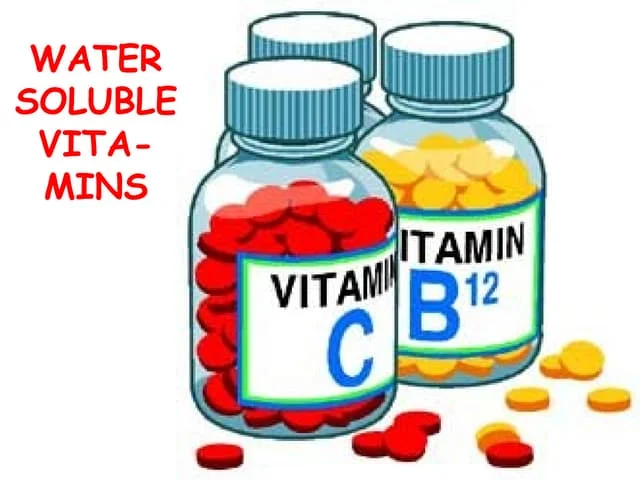 WATER
SOLUBLE
VITA-
MINS
VITAMIN
C
ITAMIN
B12